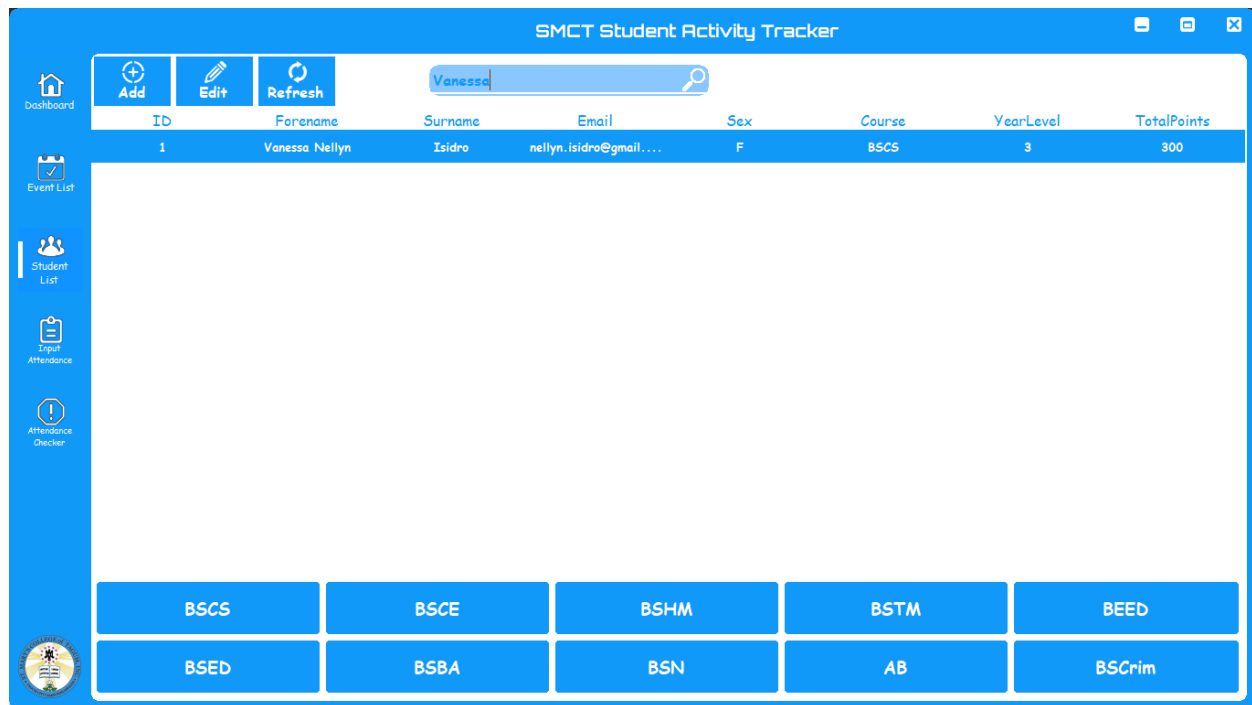 SMCT Student Activity Tracker
Add Edit Refresh
Vanessa
Dashboard
Event List
Student
List
Input
Attendance
Attendance
Checker
ID Forename Surname Email Sex Course YearLevel TotalPoints
1 Vanessa Nellyn Isidro nellyn.isidro@gmail.... F BSCS 3 300
BSCS BSCE BSHM BSTM BEED
BSED BSBA BSN AB BSCrim